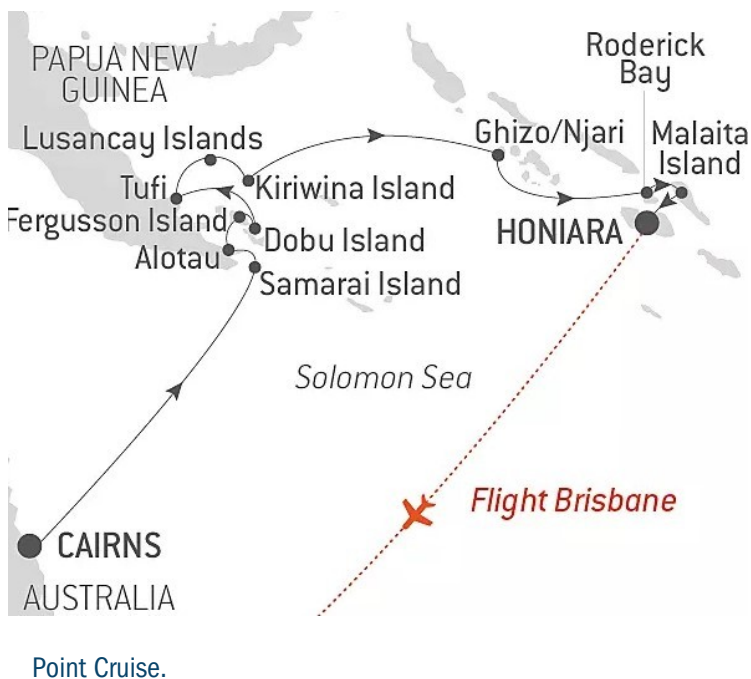 PAPUA NEW
GUINEA
Roderick
Bay
Lusancay Islands
Ghizo/Njari
Malaita
Island
Tufi
Kiriwina Island
Fergusson Island
Dobu Island
HONIARA
Alotau
Samarai Island
Solomon Sea
Flight Brisbane
CAIRNS
AUSTRALIA
Point Cruise.